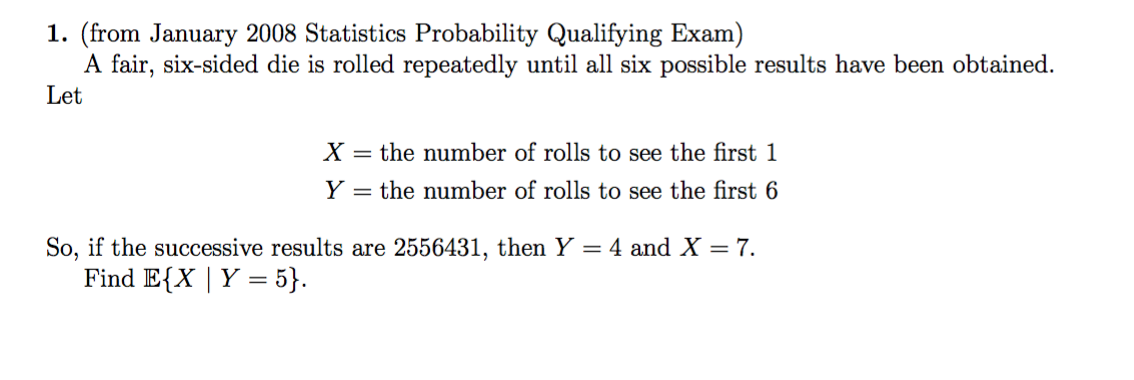 1. (from January 2008 Statistics Probability Qualifying Exam)
A fair, six-sided die is rolled repeatedly until all six possible results have been obtained.
Let
X = the number of rolls to see the first 1
Y = the number of rolls to see the first 6
So, if the successive results are 2556431, then Y = 4 and X = 7.
Find 𝔼{X | Y = 5}.